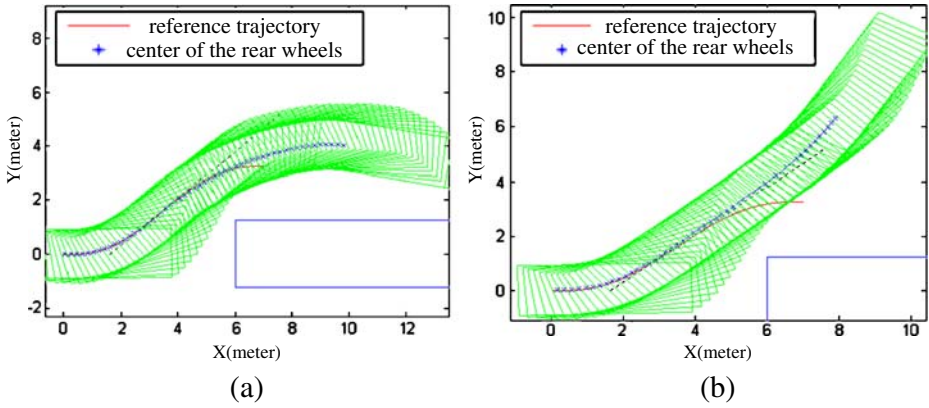 reference trajectory
center of the rear wheels
8
6
4
2
0
-2
Y(meter)
0 2 4 6 8 10 12
X(meter)
(a)
reference trajectory
center of the rear wheels
10
8
6
4
2
0
Y(meter)
0 2 4 6 8 10
X(meter)
(b)